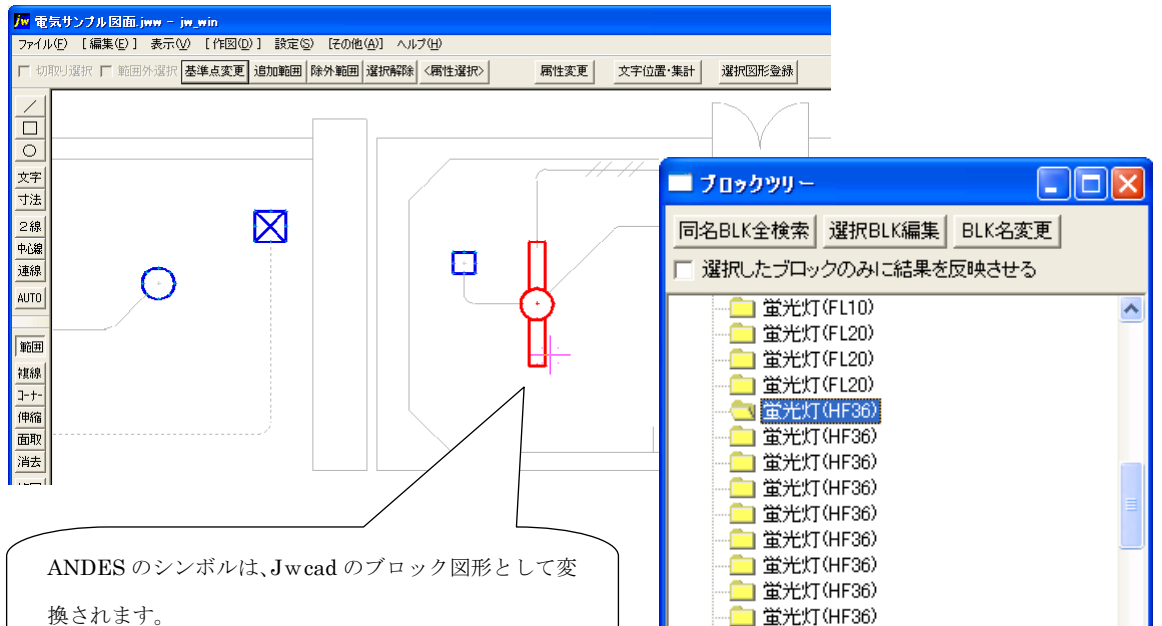 電気サンプル図面.jww - jw_win
ファイル(F) [編集(E)] 表示(V) [作図(D)] 設定(S) [その他(A)] ヘルプ(H)
切取り選択 範囲外選択 基準点変更 追加範囲 除外範囲 選択解除 <属性選択> 属性変更 文字位置・集計 選択図形登録
文字
寸法
2線
中心線
連線
AUTO
範囲
複線
コーナー
伸縮
面取
消去
ブロックツリー
同名BLK全検索 選択BLK編集 BLK名変更
選択したブロックのみに結果を反映させる
蛍光灯(FL10)
蛍光灯(FL20)
蛍光灯(FL20)
蛍光灯(FL20)
蛍光灯(HF36)
蛍光灯(HF36)
蛍光灯(HF36)
蛍光灯(HF36)
蛍光灯(HF36)
蛍光灯(HF36)
蛍光灯(HF36)
蛍光灯(HF36)
蛍光灯(HF36)
ANDES のシンボルは、Jwcad のブロック図形として変
換されます。